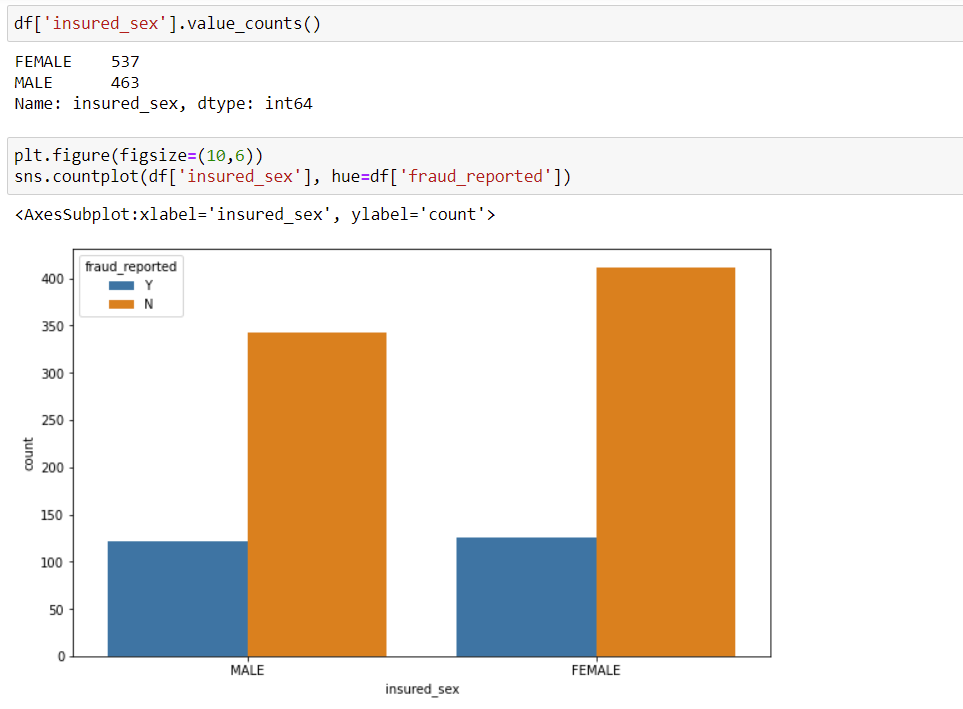 df['insured_sex'].value_counts()
FEMALE    537
MALE      463
Name: insured_sex, dtype: int64
plt.figure(figsize=(10,6))
sns.countplot(df['insured_sex'], hue=df['fraud_reported'])
<AxesSubplot:xlabel='insured_sex', ylabel='count'>
fraud_reported
Y
N
400
350
300
250
200
150
100
50
0
count
MALE FEMALE
insured_sex